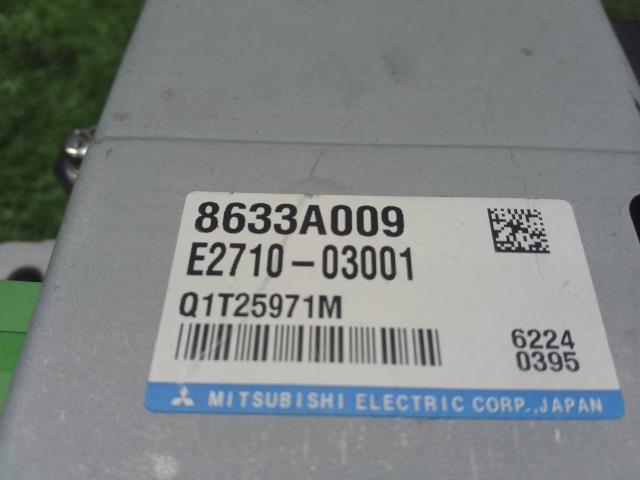 8633A009
E2710-03001
Q1T25971M
6224
0395
MITSUBISHI ELECTRIC CORP., JAPAN